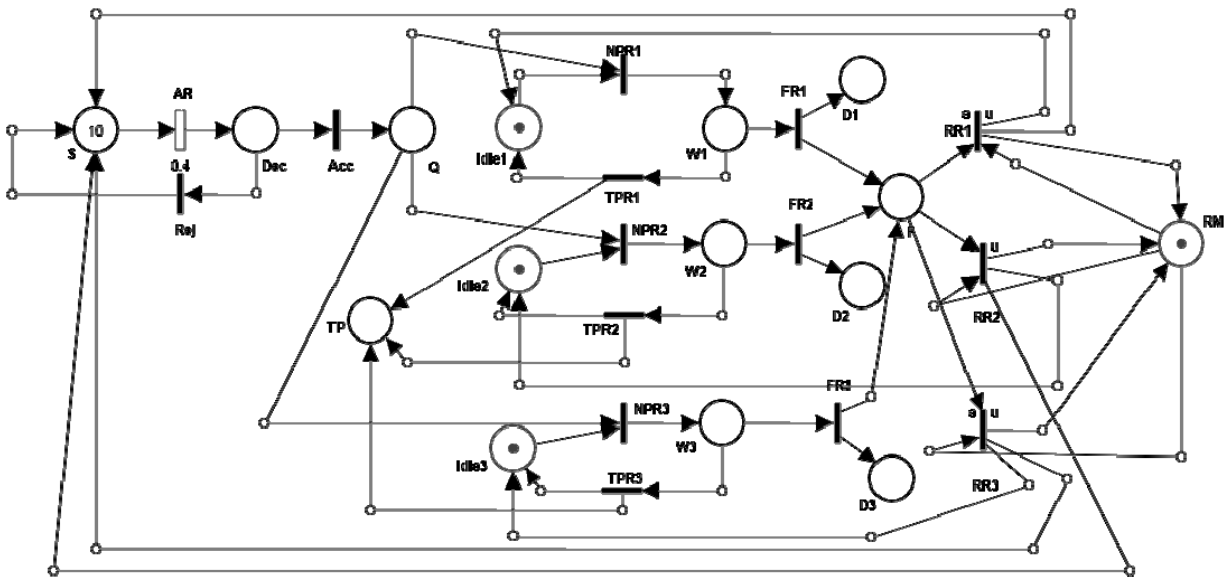 NPR1
AR
FR1
10
D1
a u
RR1
S
0.4
Dec
Acc
Q
Idle1
W1
Rej
TPR1
FR2
NPR2
F
RM
u
W2
Idle2
TP
TPR2
D2
RR2
FR3
NPR3
a u
W3
Idle3
TPR3
D3
RR3